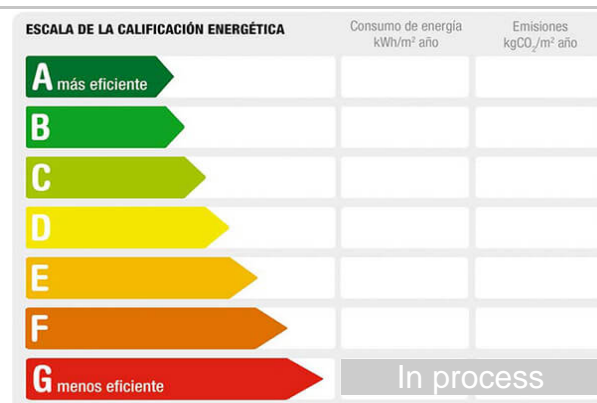 ESCALA DE LA CALIFICACIÓN ENERGÉTICA
Consumo de energía
kWh/m² año
Emisiones
kgCO₂/m² año
A más eficiente
B
C
D
E
F
G menos eficiente
In process